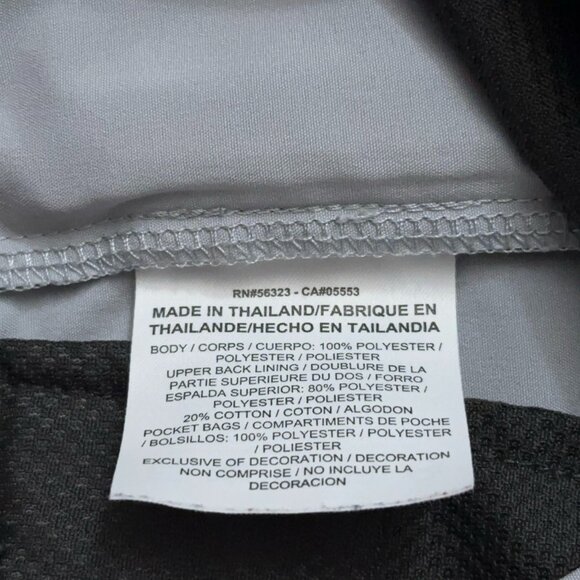 RN#56323 - CA#05553
MADE IN THAILAND/FABRIQUE EN
THAILANDE/HECHO EN TAILANDIA
BODY / CORPS / CUERPO: 100% POLYESTER /
POLYESTER / POLIESTER
UPPER BACK LINING / DOUBLURE DE LA
PARTIE SUPERIEURE DU DOS / FORRO
ESPALDA SUPERIOR: 80% POLYESTER /
POLYESTER / POLIESTER
20% COTTON / COTON / ALGODON
POCKET BAGS / COMPARTIMENTS DE POCHE
/ BOLSILLOS: 100% POLYESTER / POLYESTER
/ POLIESTER
EXCLUSIVE OF DECORATION / DECORATION
NON COMPRISE / NO INCLUYE LA
DECORACION